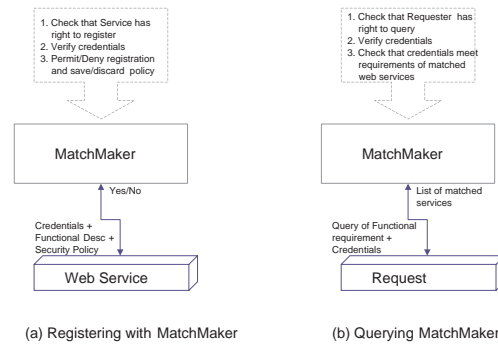 1. Check that Service has
right to register
2. Verify credentials
3. Permit/Deny registration
and save/discard policy
MatchMaker
Yes/No
Credentials +
Functional Desc +
Security Policy
Web Service
(a) Registering with MatchMaker
1. Check that Requester has
right to query
2. Verify credentials
3. Check that credentials meet
requirements of matched
web services
MatchMaker
List of matched
services
Query of Functional
requirement +
Credentials
Request
(b) Querying MatchMaker